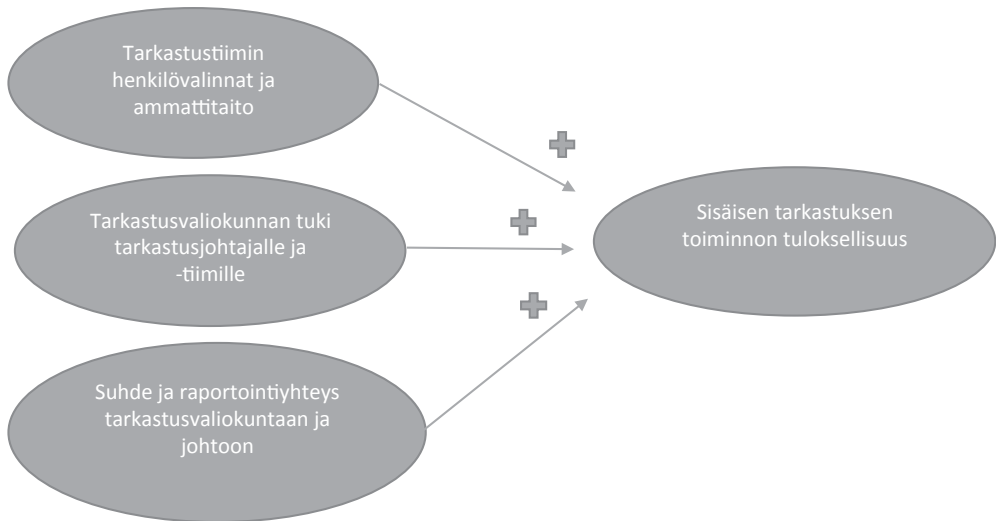 Tarkastustiimin
henkilövalinnat ja
ammattitaito
Tarkastusvaliokunnan tuki
tarkastusjohtajalle ja
-tiimille
Suhde ja raportointiyhteys
tarkastusvaliokuntaan ja
johtoon
Sisäisen tarkastuksen
toiminnon tuloksellisuus